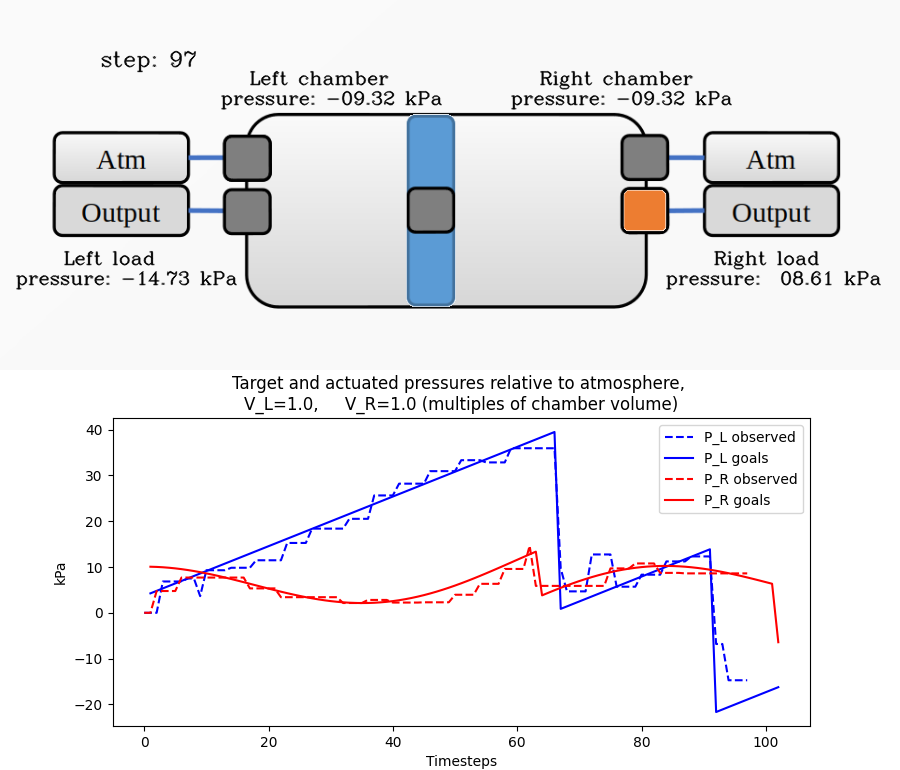 step: 97
Left chamber
pressure: −09.32 kPa
Right chamber
pressure: −09.32 kPa
Atm
Output
Atm
Output
Left load
pressure: −14.73 kPa
Right load
pressure: 08.61 kPa
Target and actuated pressures relative to atmosphere,
V_L=1.0, V_R=1.0 (multiples of chamber volume)
P_L observed
P_L goals
P_R observed
P_R goals
kPa
40
30
20
10
0
−10
−20
0 20 40 60 80 100
Timesteps